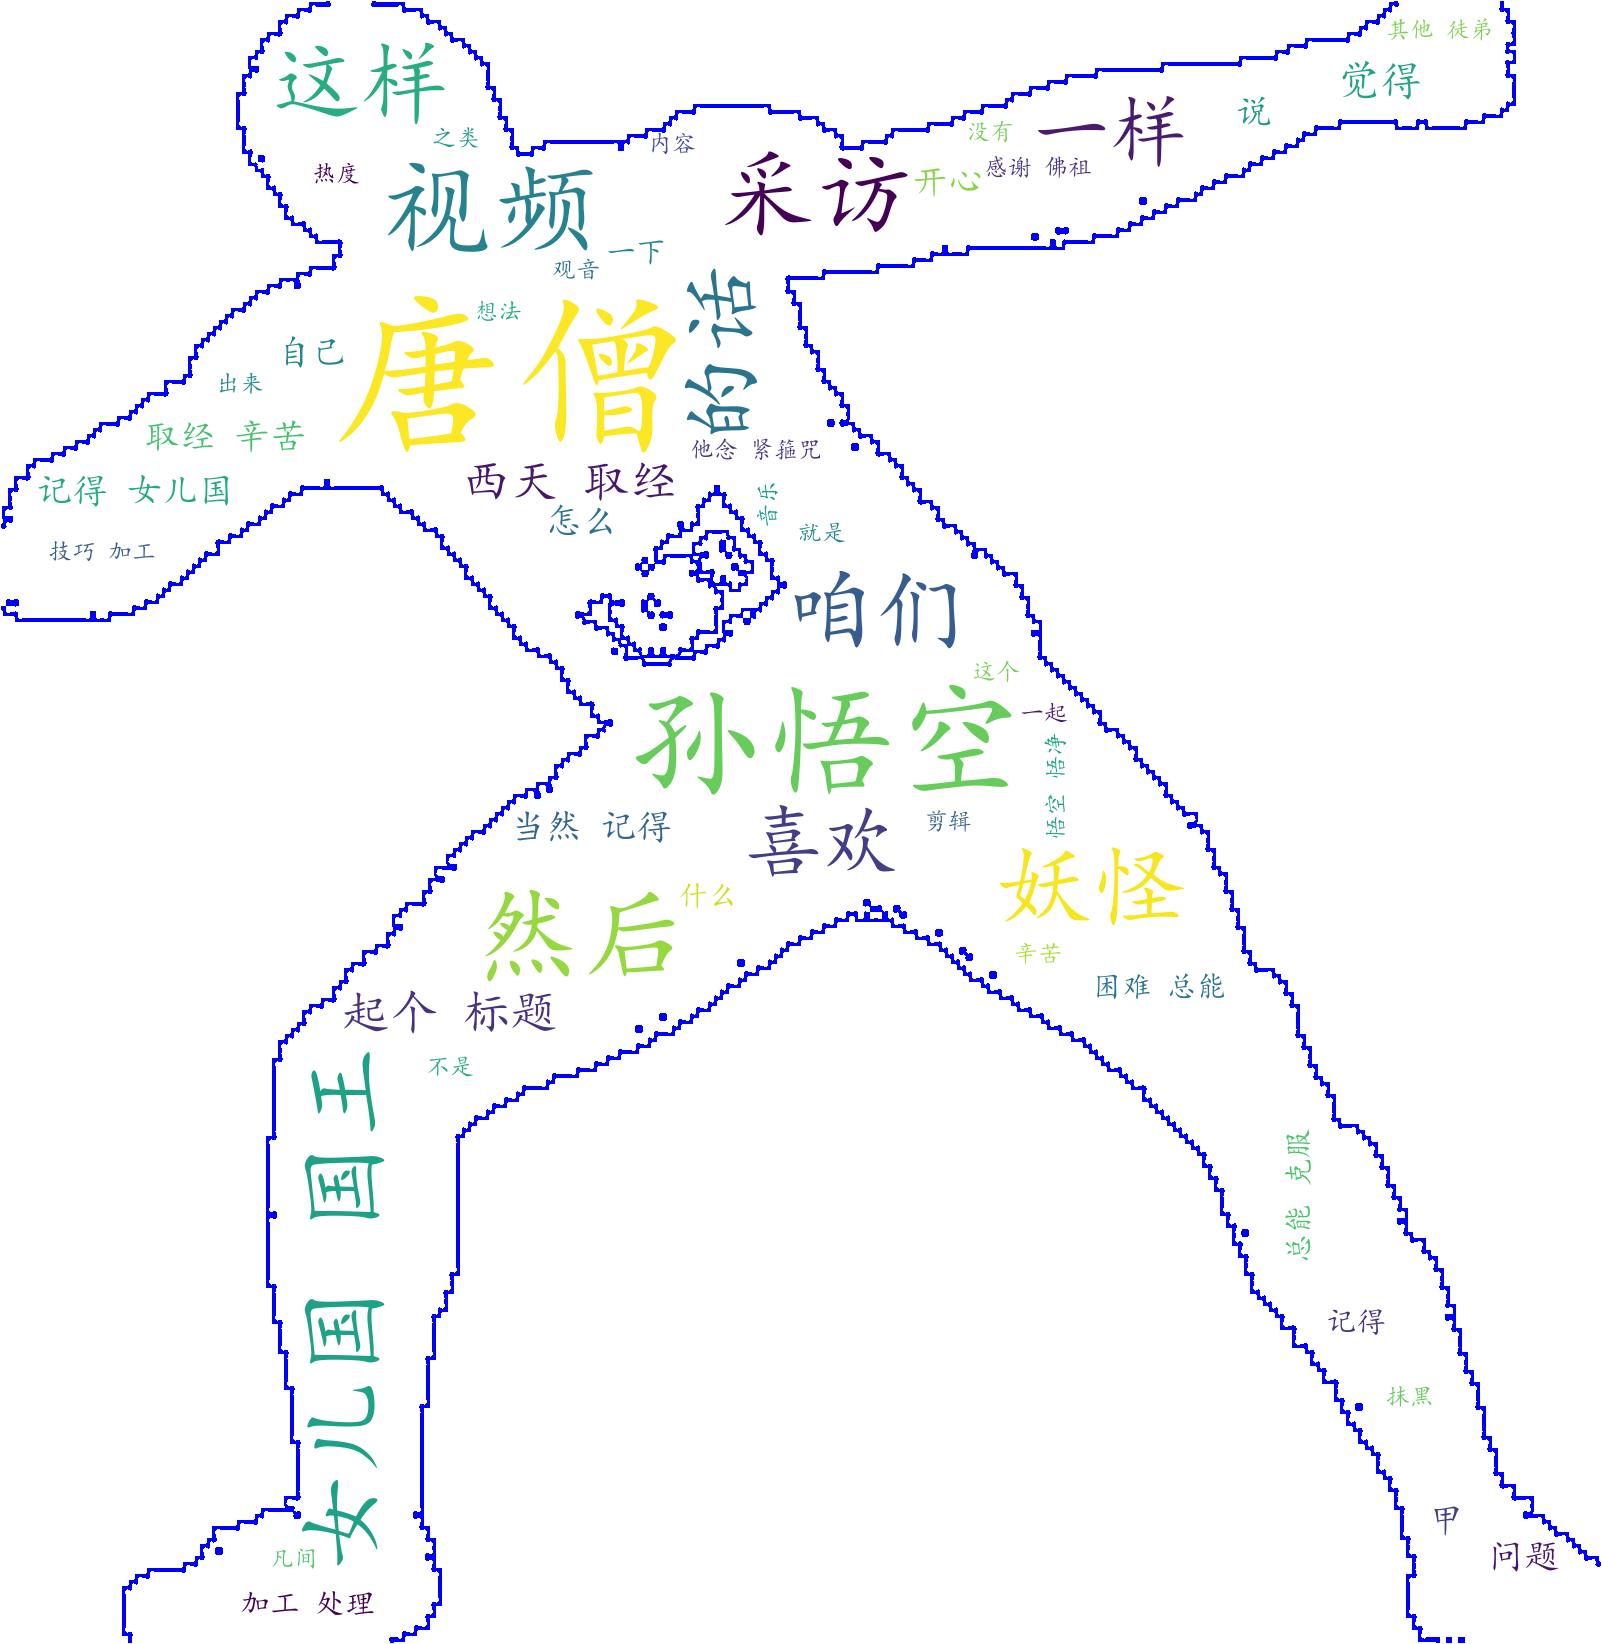 其他 徒弟
这样
觉得
一样
说
之类
没有
内容
热度
感谢 佛祖
视频
采访
开心
一下
观音
的话
唐僧
想法
自己
出来
取经 辛苦
他念 紧箍咒
西天 取经
记得 女儿国
音乐
怎么
就是
技巧 加工
咱们
这个
孙悟空
一起
悟空 悟净
当然 记得
喜欢
剪辑
妖怪
什么
然后
辛苦
困难 总能
起个 标题
不是
女儿国 国王
总能 克服
记得
抹黑
甲
凡间
问题
加工 处理